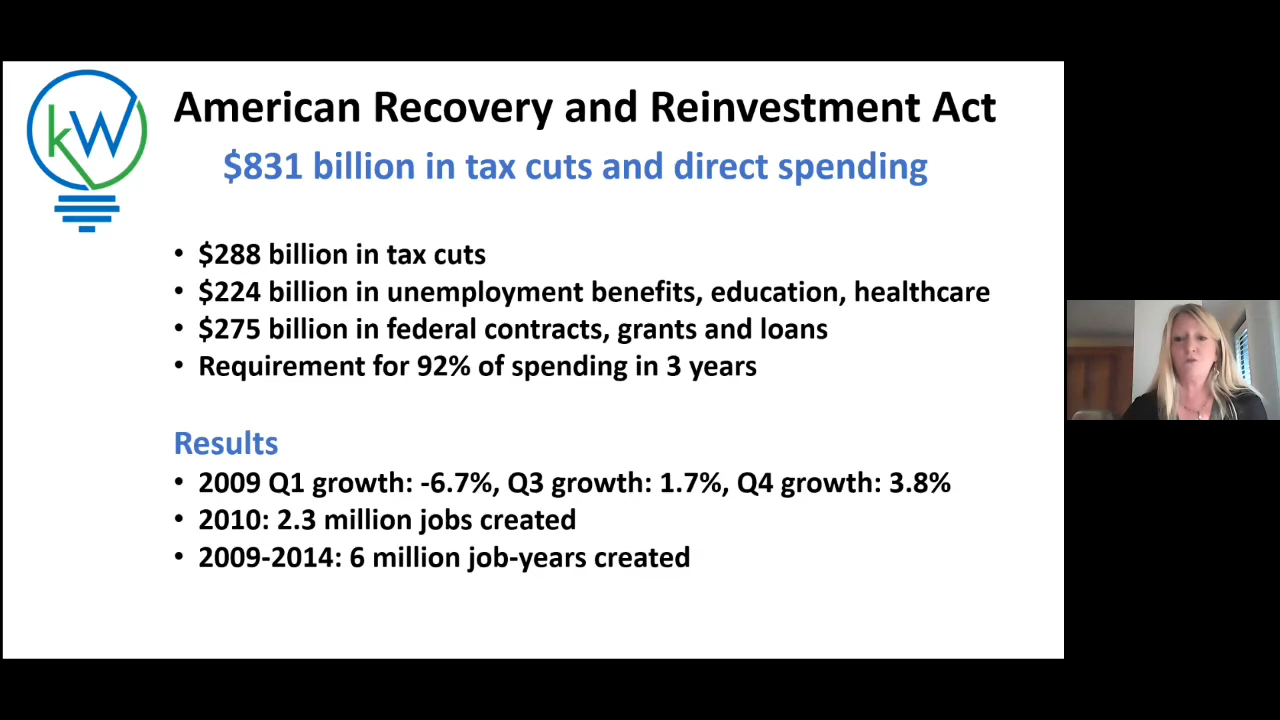 kW
American Recovery and Reinvestment Act
$831 billion in tax cuts and direct spending
• $288 billion in tax cuts
• $224 billion in unemployment benefits, education, healthcare
• $275 billion in federal contracts, grants and loans
• Requirement for 92% of spending in 3 years
Results
• 2009 Q1 growth: -6.7%, Q3 growth: 1.7%, Q4 growth: 3.8%
• 2010: 2.3 million jobs created
• 2009-2014: 6 million job-years created